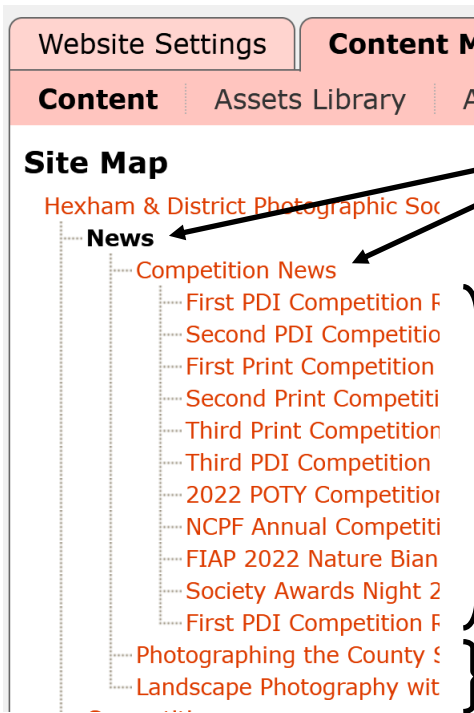 Website Settings Content M
Content Assets Library A
Site Map
Hexham & District Photographic Soc
News
Competition News
First PDI Competition R
Second PDI Competitio
First Print Competition
Second Print Competiti
Third Print Competition
Third PDI Competition
2022 POTY Competition
NCPF Annual Competiti
FIAP 2022 Nature Bian
Society Awards Night 2
First PDI Competition R
Photographing the County S
Landscape Photography wit